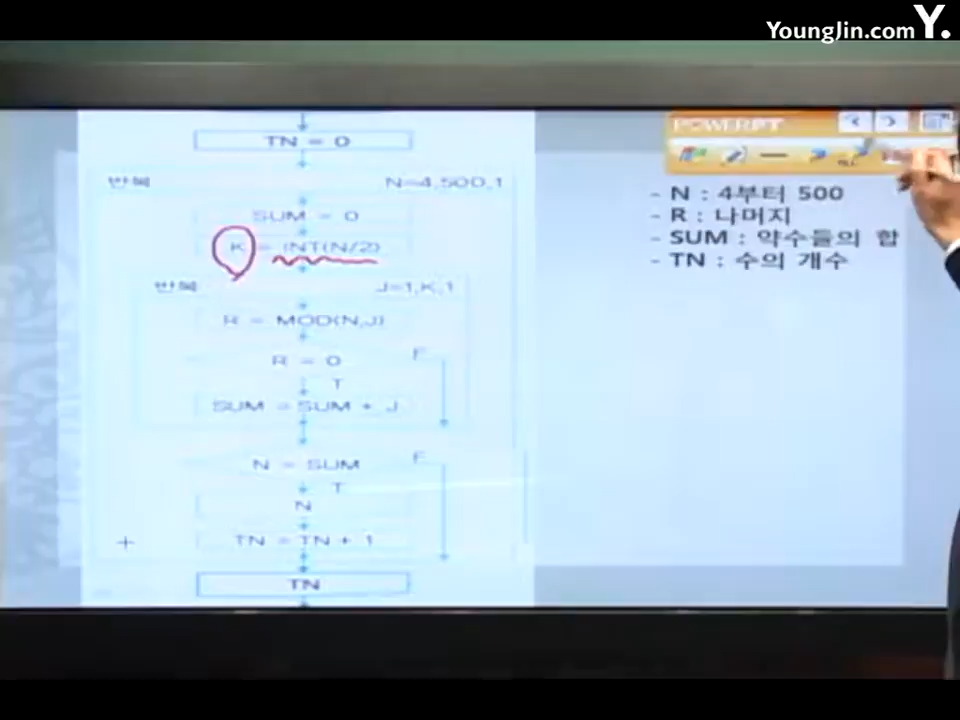 YoungJin.com Y.
POWERPT
TN = 0
반복 N=4,500,1
SUM = 0
K = INT(N/2)
반복 J=1,K,1
R = MOD(N,J)
R = 0 F
T
SUM = SUM + J
N = SUM F
T
N
TN = TN + 1
TN
- N : 4부터 500
- R : 나머지
- SUM : 약수들의 합
- TN : 수의 개수